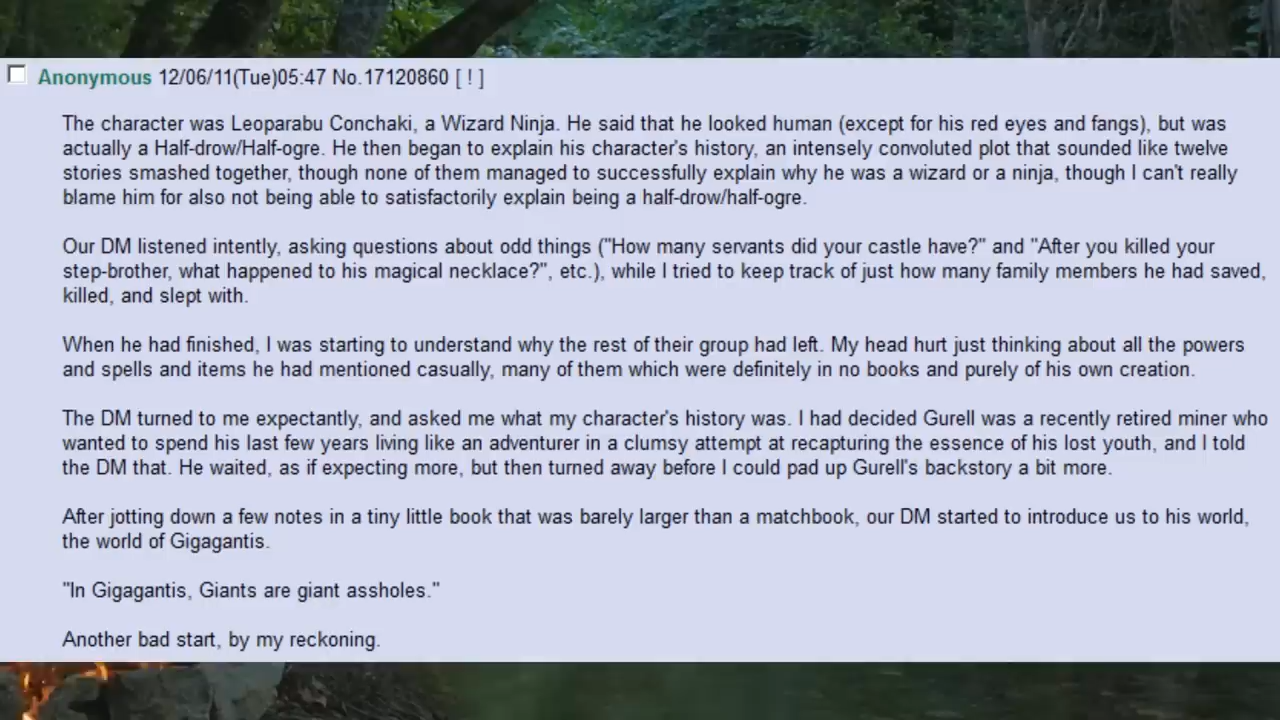 Anonymous 12/06/11(Tue)05:47 No.17120860 [ ! ]
The character was Leoparabu Conchaki, a Wizard Ninja. He said that he looked human (except for his red eyes and fangs), but was
actually a Half-drow/Half-ogre. He then began to explain his character's history, an intensely convoluted plot that sounded like twelve
stories smashed together, though none of them managed to successfully explain why he was a wizard or a ninja, though I can't really
blame him for also not being able to satisfactorily explain being a half-drow/half-ogre.
Our DM listened intently, asking questions about odd things ("How many servants did your castle have?" and "After you killed your
step-brother, what happened to his magical necklace?", etc.), while I tried to keep track of just how many family members he had saved,
killed, and slept with.
When he had finished, I was starting to understand why the rest of their group had left. My head hurt just thinking about all the powers
and spells and items he had mentioned casually, many of them which were definitely in no books and purely of his own creation.
The DM turned to me expectantly, and asked me what my character's history was. I had decided Gurell was a recently retired miner who
wanted to spend his last few years living like an adventurer in a clumsy attempt at recapturing the essence of his lost youth, and I told
the DM that. He waited, as if expecting more, but then turned away before I could pad up Gurell's backstory a bit more.
After jotting down a few notes in a tiny little book that was barely larger than a matchbook, our DM started to introduce us to his world,
the world of Gigagantis.
"In Gigagantis, Giants are giant assholes."
Another bad start, by my reckoning.